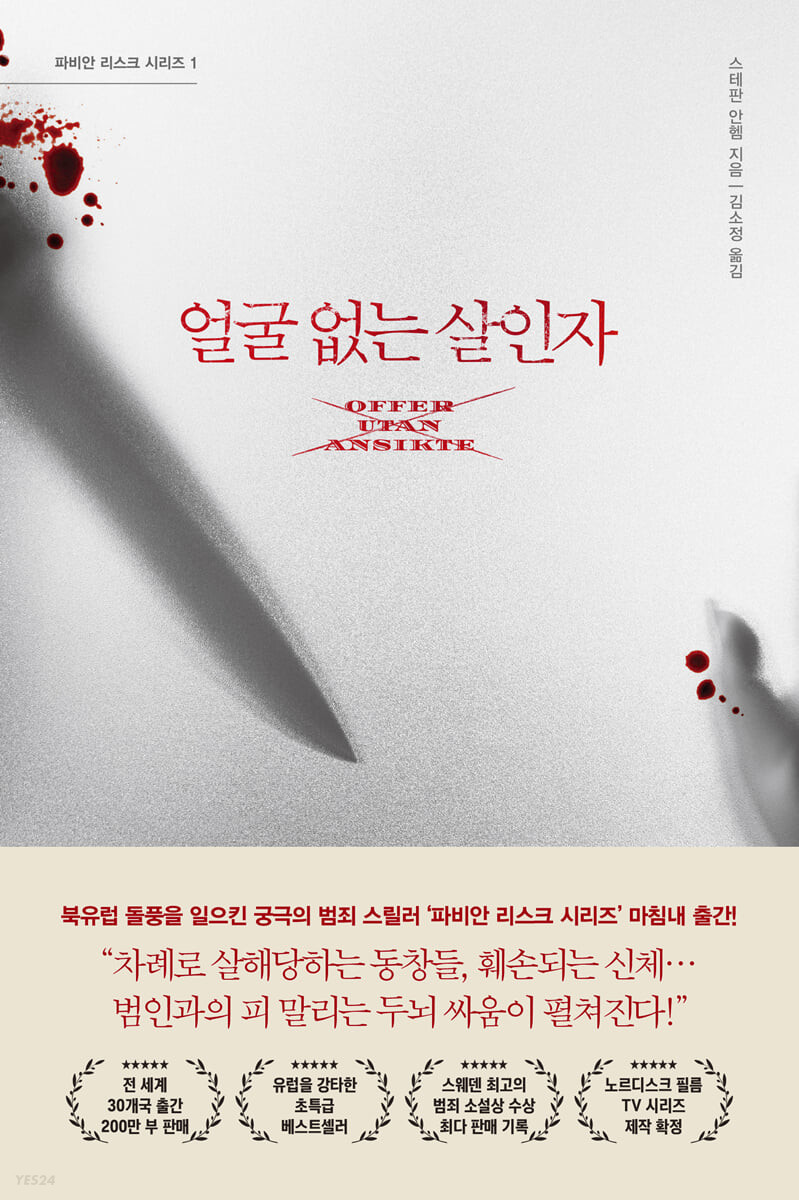 파비안 리스크 시리즈 1
스테판 안헴 지음 | 김소정 옮김
얼굴 없는 살인자
OFFER
UTAN
ANSIKTE
북유럽 돌풍을 일으킨 궁극의 범죄 스릴러 ‘파비안 리스크 시리즈’ 마침내 출간!
“차례로 살해당하는 동창들, 훼손되는 신체…
범인과의 피 말리는 두뇌 싸움이 펼쳐진다!”
★★★★★
전 세계
30개국 출간
200만 부 판매
★★★★★
유럽을 강타한
초특급
베스트셀러
★★★★★
스웨덴 최고의
범죄 소설상 수상
최다 판매 기록
★★★★★
노르디스크 필름
TV 시리즈
제작 확정
YES24